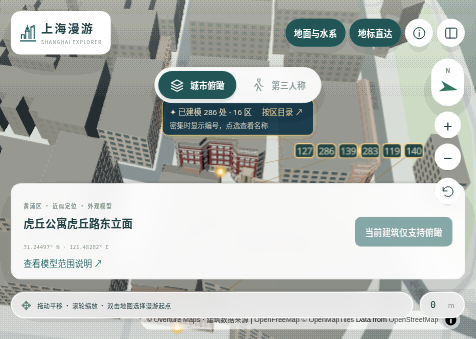 上海漫游
SHANGHAI EXPLORER
地面与水系
地标直达
城市俯瞰
第三人称
N
✦ 已建模 286 处 · 16 区 按区目录 ↗
密集时显示编号，点选查看名称
127 286 139 283 119 140
黄浦区 · 近似定位 · 外观模型
虎丘公寓虎丘路东立面
31.24497° N · 121.48202° E
查看模型范围说明 ↗
当前建筑仅支持俯瞰
拖动平移 · 滚轮缩放 · 双击地图选择漫游起点
0 m
© Overture Maps · 建筑数据来源 | OpenFreeMap © OpenMapTiles Data from OpenStreetMap